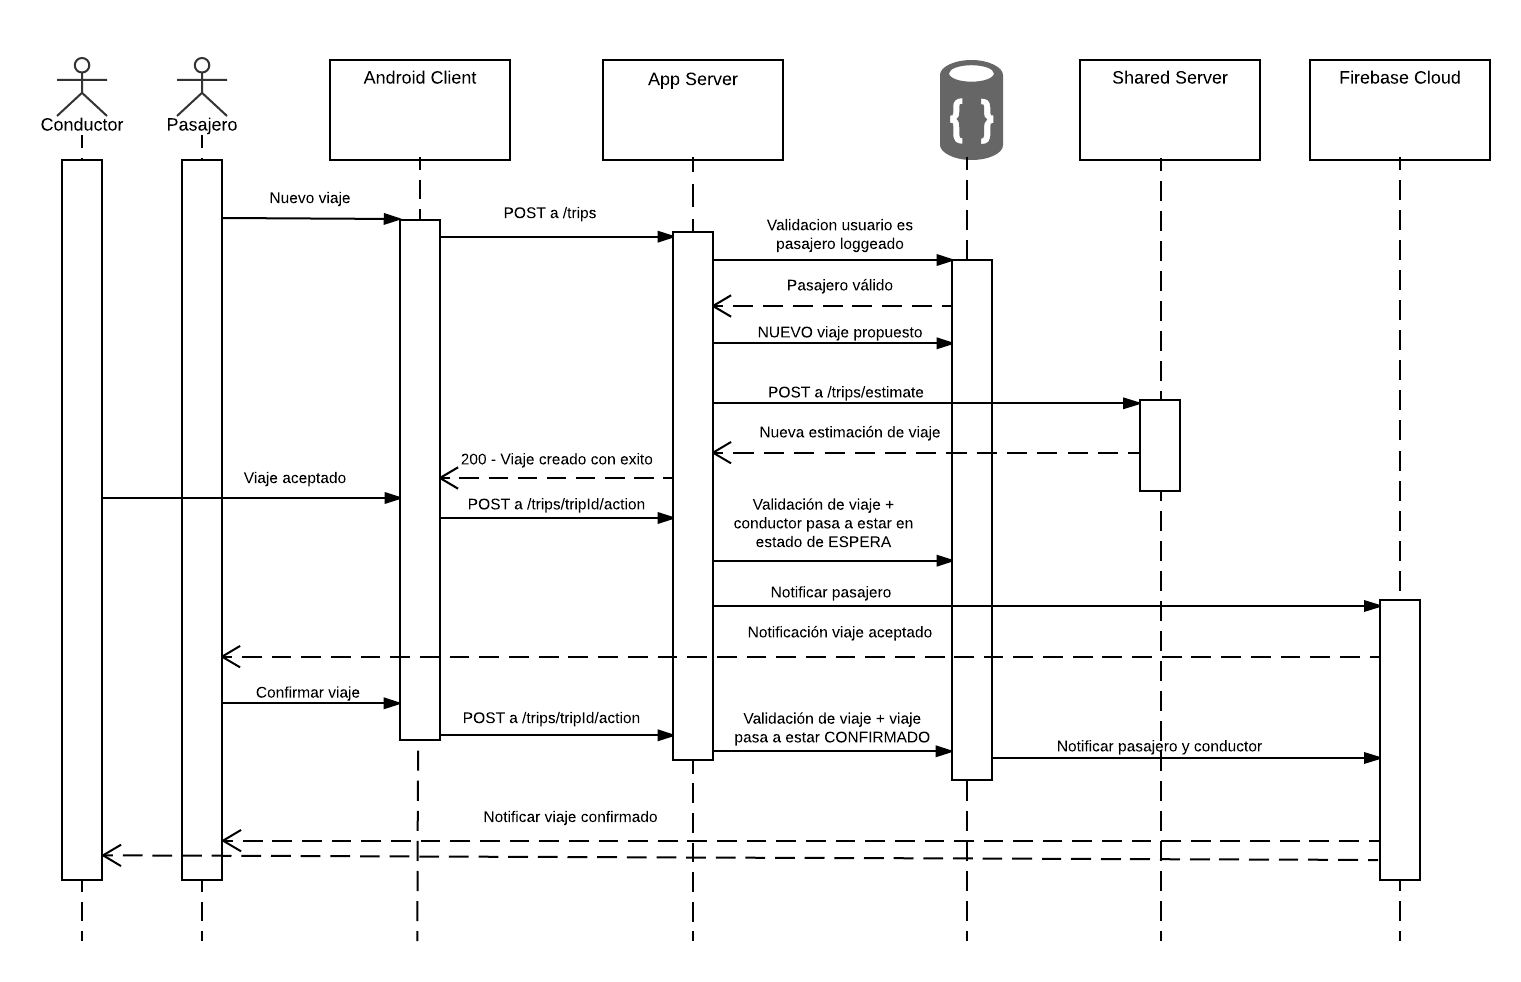 Conductor
Pasajero
Android Client
App Server
{ }
Shared Server
Firebase Cloud
Nuevo viaje
POST a /trips
Validacion usuario es
pasajero loggeado
Pasajero válido
NUEVO viaje propuesto
POST a /trips/estimate
Nueva estimación de viaje
200 - Viaje creado con exito
Viaje aceptado
POST a /trips/tripId/action
Validación de viaje +
conductor pasa a estar en
estado de ESPERA
Notificar pasajero
Notificación viaje aceptado
Confirmar viaje
POST a /trips/tripId/action
Validación de viaje + viaje
pasa a estar CONFIRMADO
Notificar pasajero y conductor
Notificar viaje confirmado